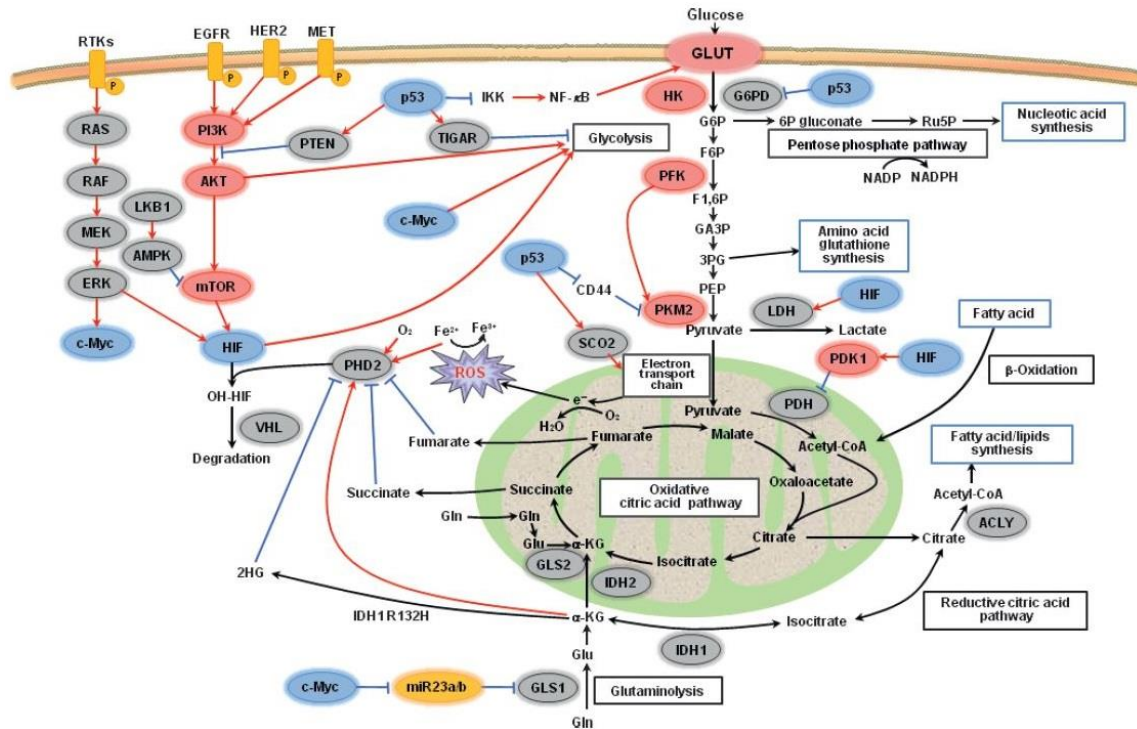 Glucose
RTKs
EGFR
HER2
MET
GLUT
P
P
P
P
p53
IKK
NF-κB
HK
G6PD
p53
RAS
PI3K
PTEN
TIGAR
Glycolysis
G6P
6P gluconate
Ru5P
Nucleotic acid
synthesis
Pentose phosphate pathway
F6P
NADP
NADPH
RAF
AKT
PFK
LKB1
c-Myc
F1,6P
MEK
GA3P
Amino acid
glutathione
synthesis
AMPK
p53
3PG
ERK
mTOR
CD44
PEP
PKM2
LDH
HIF
Fatty acid
Pyruvate
Lactate
c-Myc
HIF
O₂
Fe²⁺
Fe³⁺
SCO2
PHD2
ROS
Electron
transport
chain
PDK1
HIF
β-Oxidation
OH-HIF
e⁻
O₂
Pyruvate
PDH
VHL
H₂O
Fumarate
Fumarate
Malate
Acetyl-CoA
Fatty acid/lipids
synthesis
Degradation
Succinate
Succinate
Oxidative
citric acid pathway
Oxaloacetate
Acetyl-CoA
Gln
Gln
ACLY
Glu
α-KG
Citrate
Citrate
GLS2
IDH2
Isocitrate
2HG
IDH1 R132H
α-KG
Isocitrate
Reductive citric acid
pathway
Glu
IDH1
c-Myc
miR23a/b
GLS1
Glutaminolysis
Gln